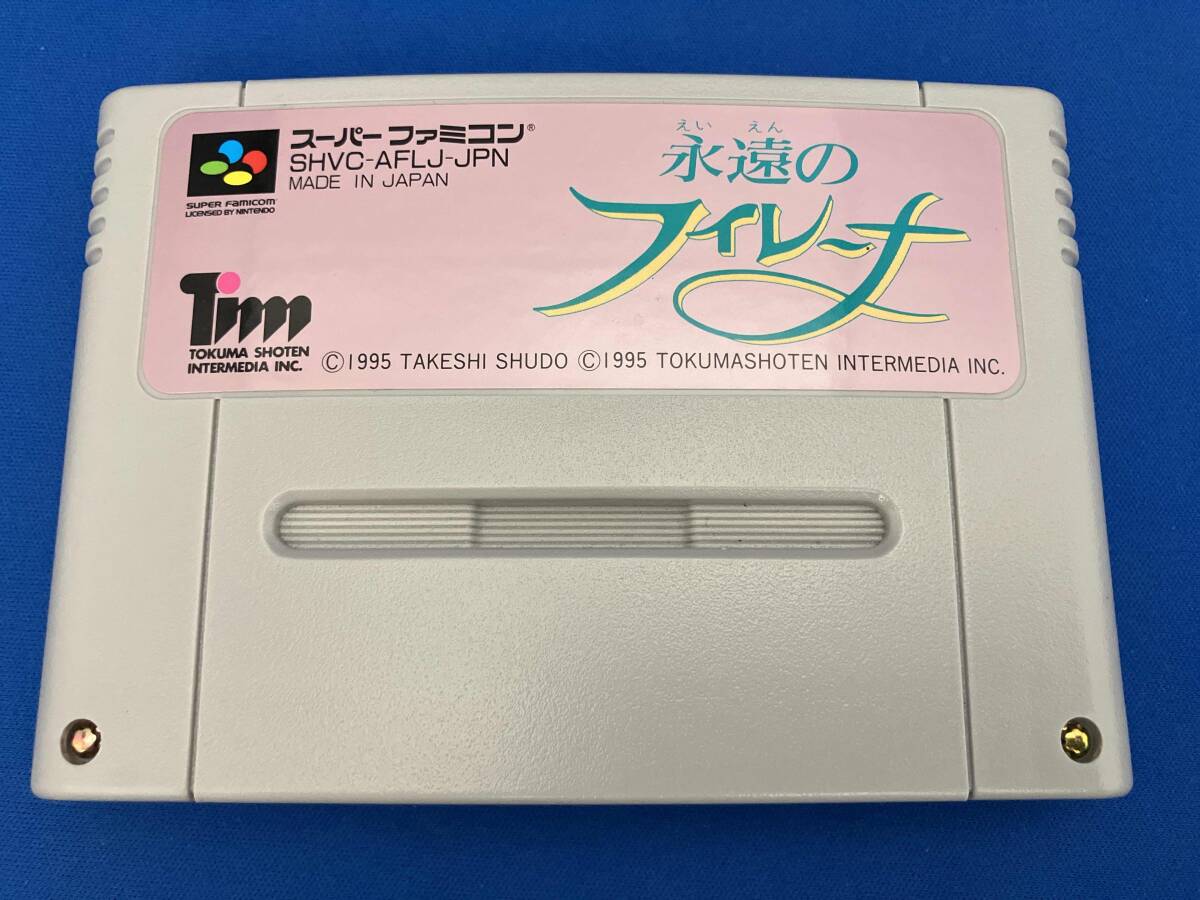 スーパーファミコン®
SHVC-AFLJ-JPN
MADE IN JAPAN
SUPER FAMICOM
LICENSED BY NINTENDO
えいえん
永遠の
フィレーナ
Tim
TOKUMA SHOTEN
INTERMEDIA INC.
©1995 TAKESHI SHUDO ©1995 TOKUMASHOTEN INTERMEDIA INC.